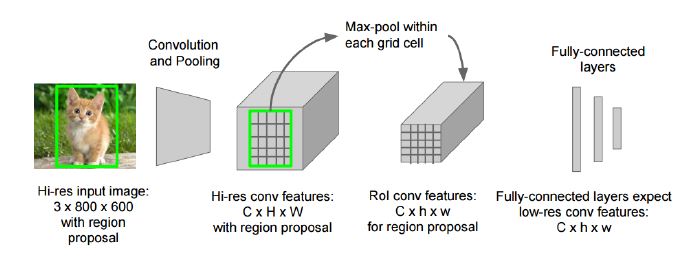 Convolution
and Pooling
Max-pool within
each grid cell
Fully-connected
layers
Hi-res input image:
3 x 800 x 600
with region
proposal
Hi-res conv features:
C x H x W
with region proposal
RoI conv features:
C x h x w
for region proposal
Fully-connected layers expect
low-res conv features:
C x h x w